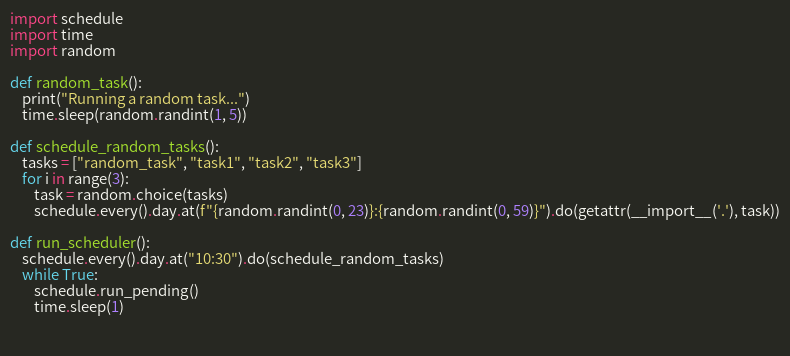 import schedule
import time
import random

def random_task():
    print("Running a random task...")
    time.sleep(random.randint(1, 5))

def schedule_random_tasks():
    tasks = ["random_task", "task1", "task2", "task3"]
    for i in range(3):
        task = random.choice(tasks)
        schedule.every().day.at(f"{random.randint(0, 23)}:{random.randint(0, 59)}").do(getattr(__import__('.'), task))

def run_scheduler():
    schedule.every().day.at("10:30").do(schedule_random_tasks)
    while True:
        schedule.run_pending()
        time.sleep(1)